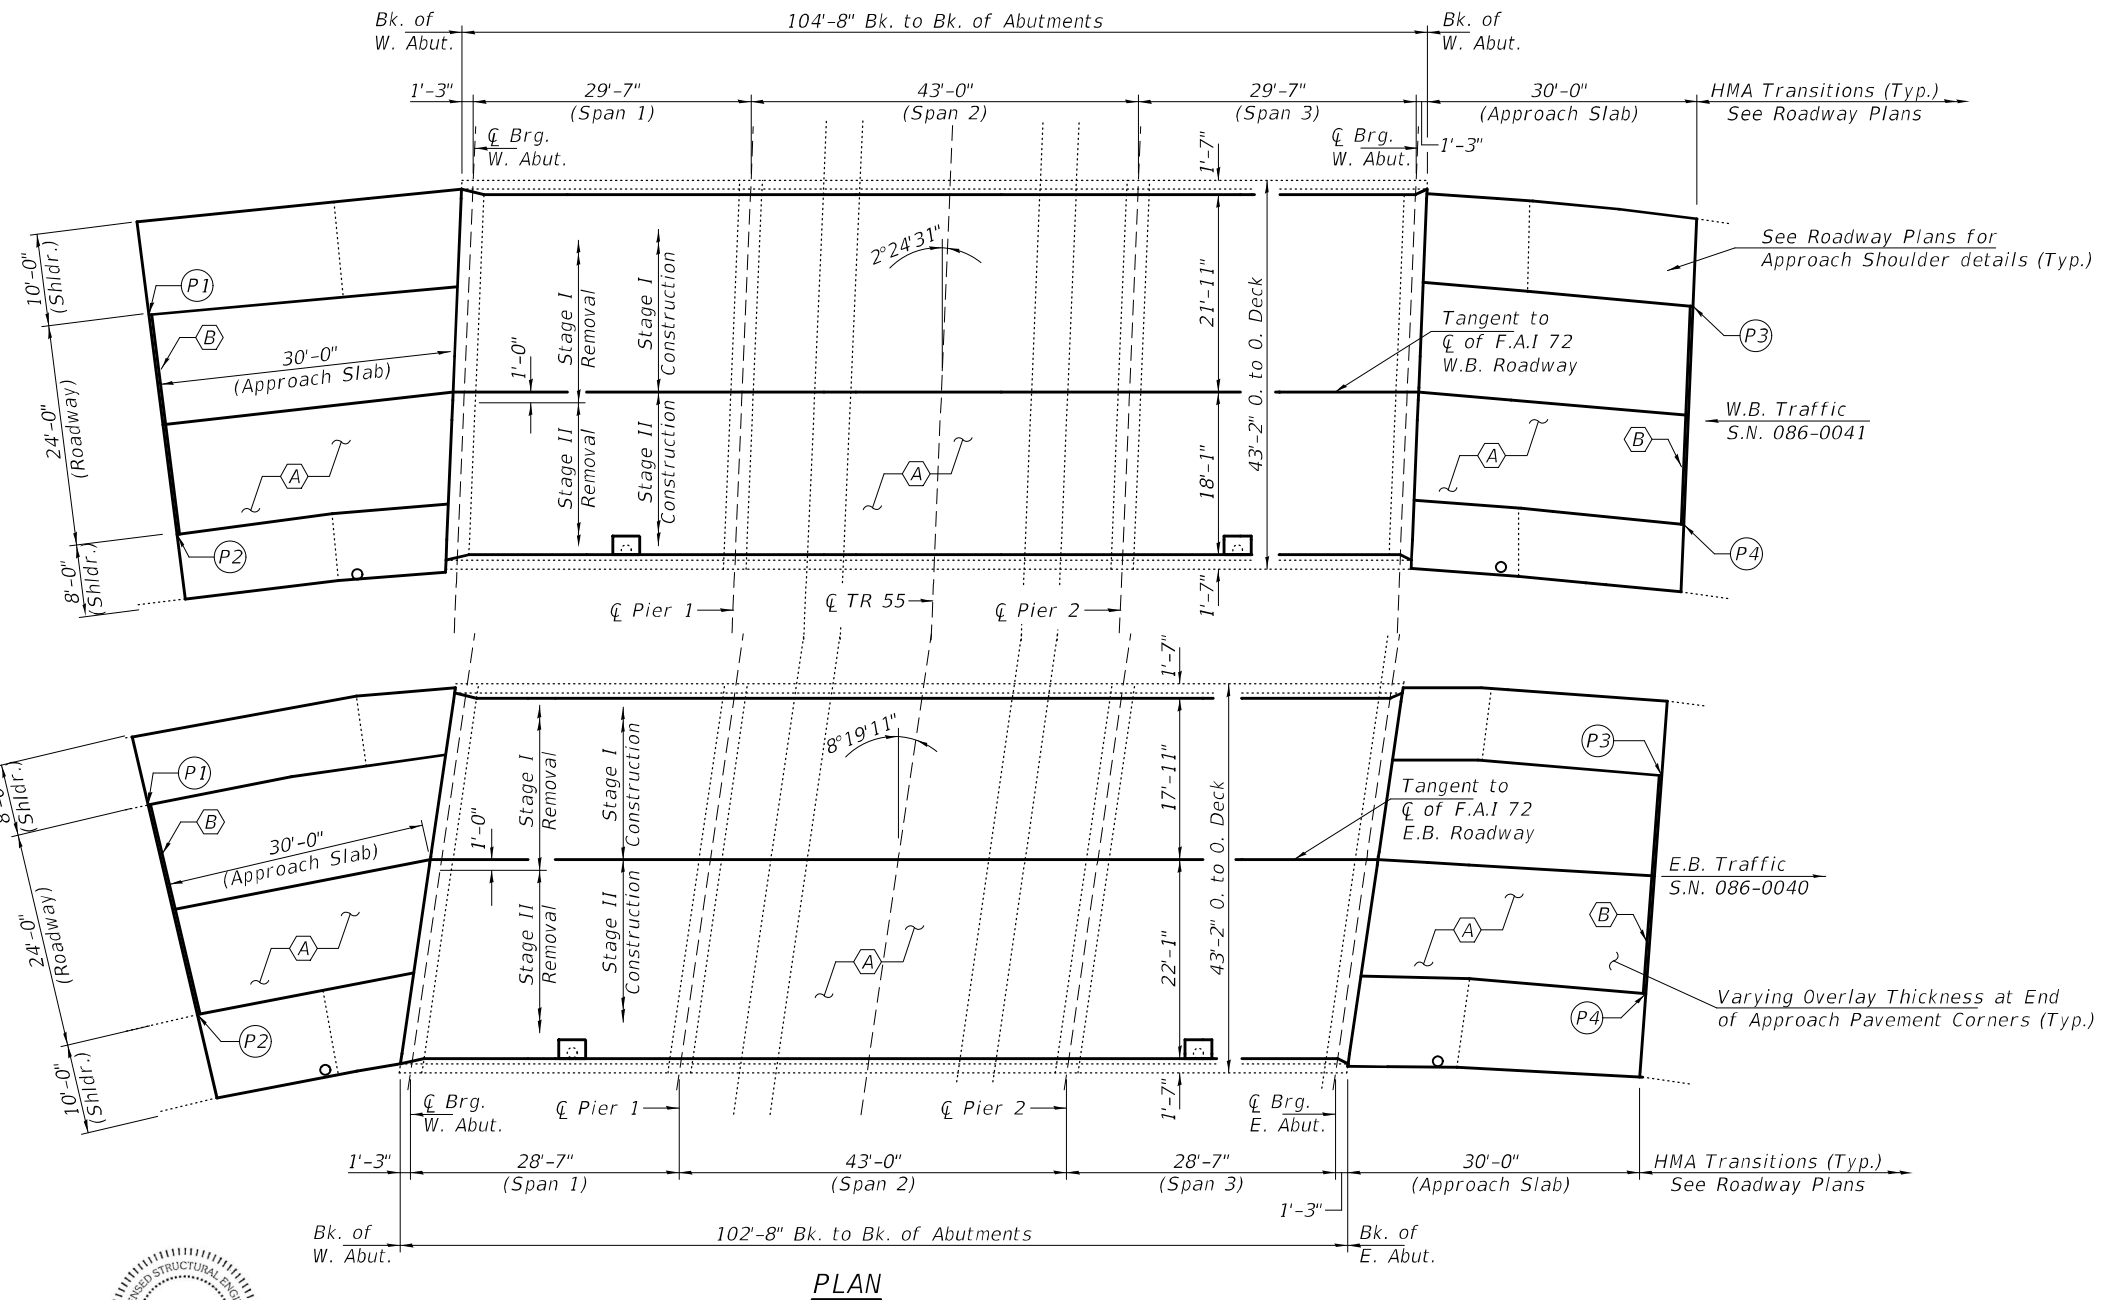 Bk. of
W. Abut.
104'-8" Bk. to Bk. of Abutments
Bk. of
W. Abut.
1'-3"
29'-7"
(Span 1)
43'-0"
(Span 2)
29'-7"
(Span 3)
30'-0"
(Approach Slab)
HMA Transitions (Typ.)
See Roadway Plans
℄ Brg.
W. Abut.
℄ Brg.
W. Abut.
1'-3"
1'-7"
10'-0"
(Shldr.)
24'-0"
(Roadway)
8'-0"
(Shldr.)
P1
B
30'-0"
(Approach Slab)
A
P2
1'-0"
Stage I
Removal
Stage I
Construction
Stage II
Removal
Stage II
Construction
2°24'31"
A
21'-11"
18'-1"
43'-2" O. to O. Deck
1'-7"
Tangent to
℄ of F.A.I 72
W.B. Roadway
See Roadway Plans for
Approach Shoulder details (Typ.)
P3
W.B. Traffic
S.N. 086-0041
B
A
P4
℄ Pier 1
℄ TR 55
℄ Pier 2
1'-7"
(Shldr.)
24'-0"
(Roadway)
10'-0"
(Shldr.)
P1
B
30'-0"
(Approach Slab)
A
P2
1'-0"
Stage I
Removal
Stage I
Construction
Stage II
Removal
Stage II
Construction
8°19'11"
A
17'-11"
22'-1"
43'-2" O. to O. Deck
1'-7"
Tangent to
℄ of F.A.I 72
E.B. Roadway
P3
E.B. Traffic
S.N. 086-0040
B
A
P4
Varying Overlay Thickness at End
of Approach Pavement Corners (Typ.)
℄ Brg.
W. Abut.
℄ Pier 1
℄ Pier 2
℄ Brg.
E. Abut.
1'-3"
28'-7"
(Span 1)
43'-0"
(Span 2)
28'-7"
(Span 3)
30'-0"
(Approach Slab)
HMA Transitions (Typ.)
See Roadway Plans
1'-3"
Bk. of
W. Abut.
102'-8" Bk. to Bk. of Abutments
Bk. of
E. Abut.
PLAN
STRUCTURAL